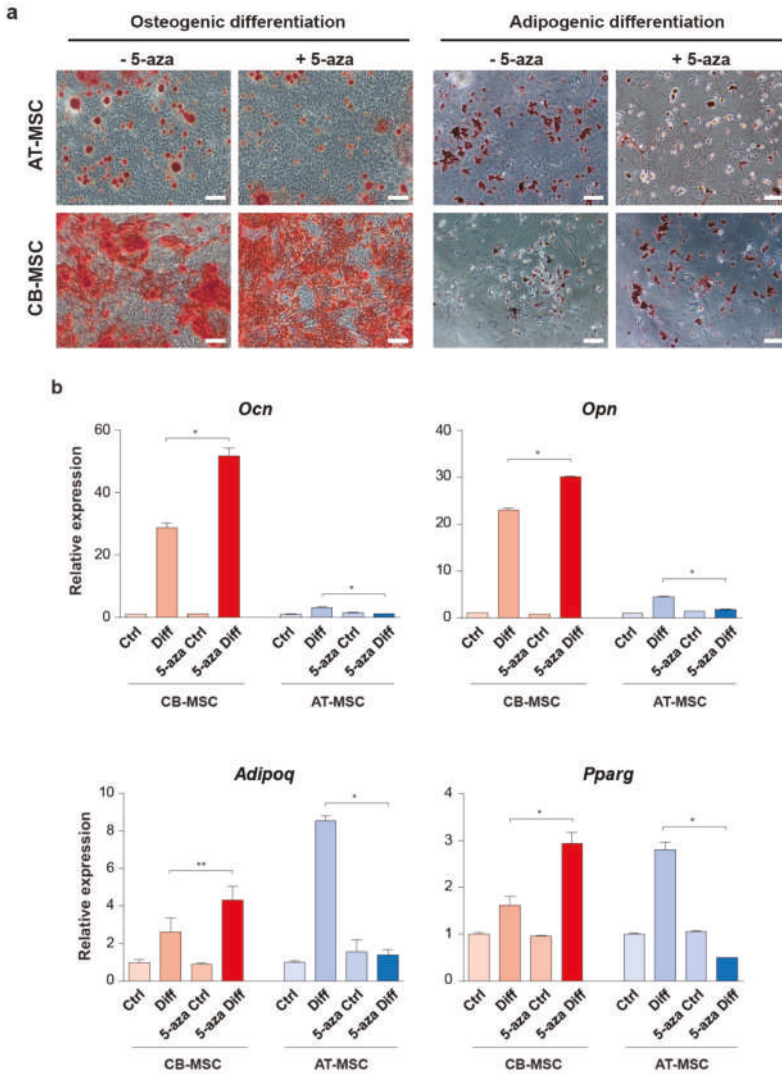 a
Osteogenic differentiation
Adipogenic differentiation
- 5-aza
+ 5-aza
- 5-aza
+ 5-aza
AT-MSC
CB-MSC
b
Ocn
Relative expression
60
40
20
0
*
*
Ctrl
Diff
5-aza Ctrl
5-aza Diff
Ctrl
Diff
5-aza Ctrl
5-aza Diff
CB-MSC
AT-MSC
Opn
40
30
20
10
0
*
*
Ctrl
Diff
5-aza Ctrl
5-aza Diff
Ctrl
Diff
5-aza Ctrl
5-aza Diff
CB-MSC
AT-MSC
Adipoq
Relative expression
10
8
6
4
2
0
**
*
Ctrl
Diff
5-aza Ctrl
5-aza Diff
Ctrl
Diff
5-aza Ctrl
5-aza Diff
CB-MSC
AT-MSC
Pparg
4
3
2
1
0
*
*
Ctrl
Diff
5-aza Ctrl
5-aza Diff
Ctrl
Diff
5-aza Ctrl
5-aza Diff
CB-MSC
AT-MSC